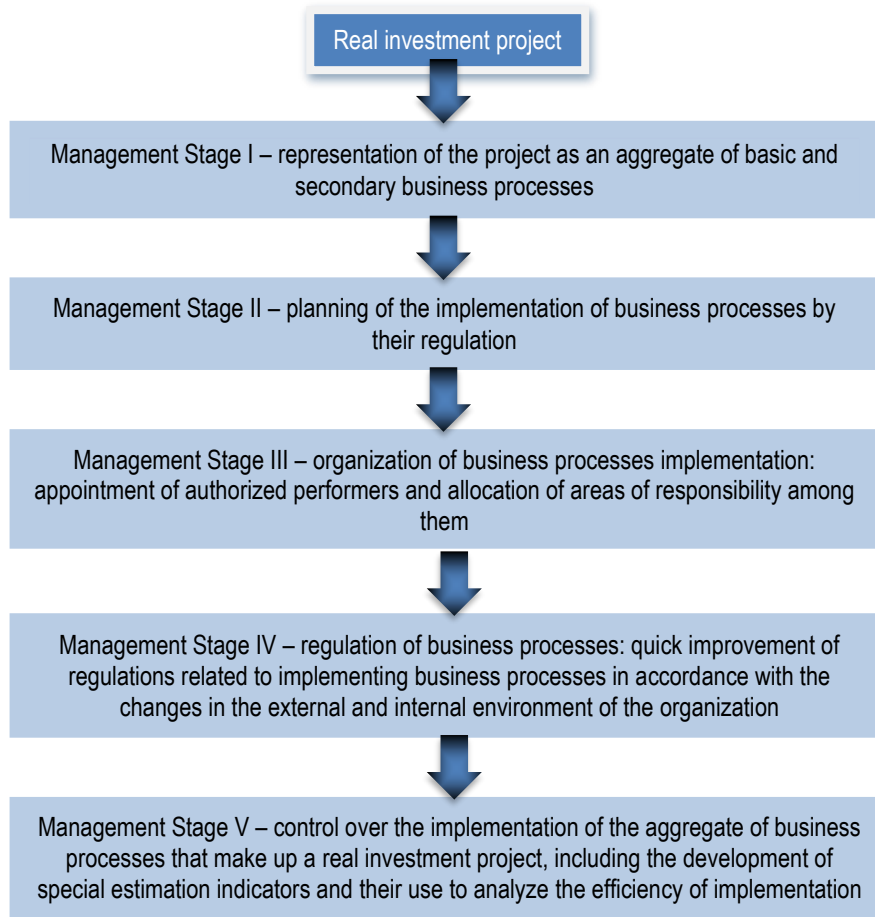 Real investment project
Management Stage I – representation of the project as an aggregate of basic and
secondary business processes
Management Stage II – planning of the implementation of business processes by
their regulation
Management Stage III – organization of business processes implementation:
appointment of authorized performers and allocation of areas of responsibility among
them
Management Stage IV – regulation of business processes: quick improvement of
regulations related to implementing business processes in accordance with the
changes in the external and internal environment of the organization
Management Stage V – control over the implementation of the aggregate of business
processes that make up a real investment project, including the development of
special estimation indicators and their use to analyze the efficiency of implementation